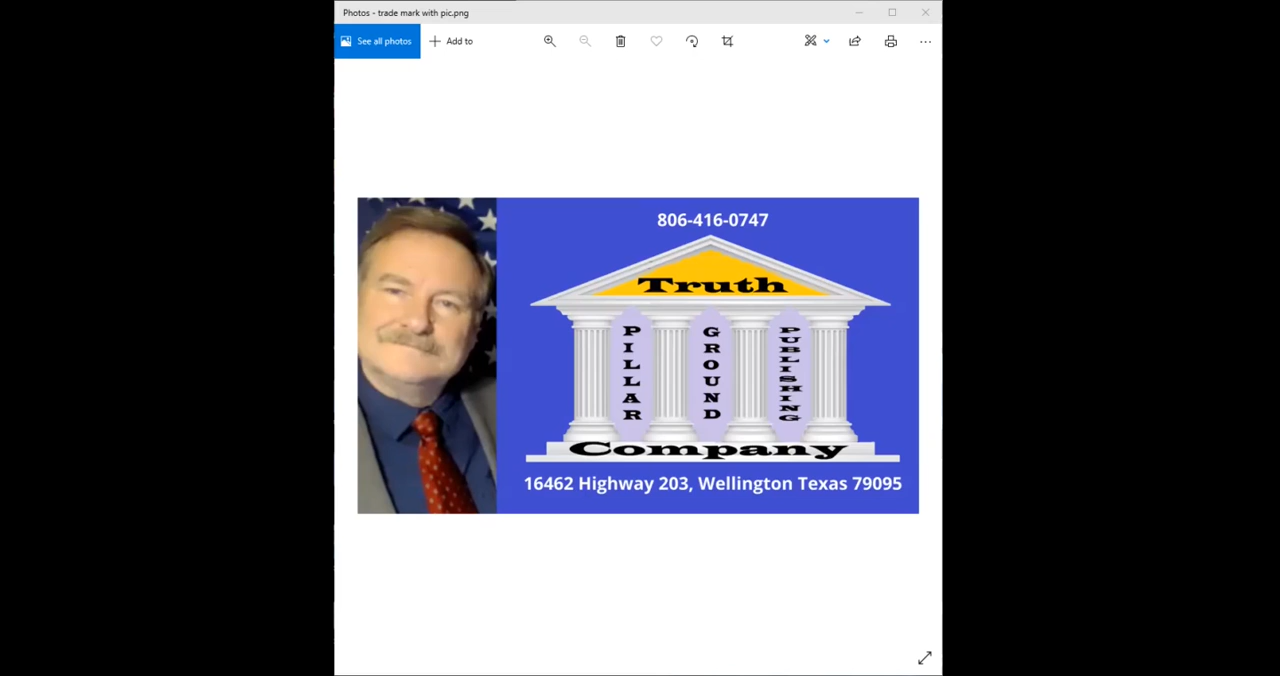 Photos - trade mark with pic.png
See all photos
Add to
806-416-0747
Truth
PILLAR
GROUND
PUBLISHING
Company
16462 Highway 203, Wellington Texas 79095